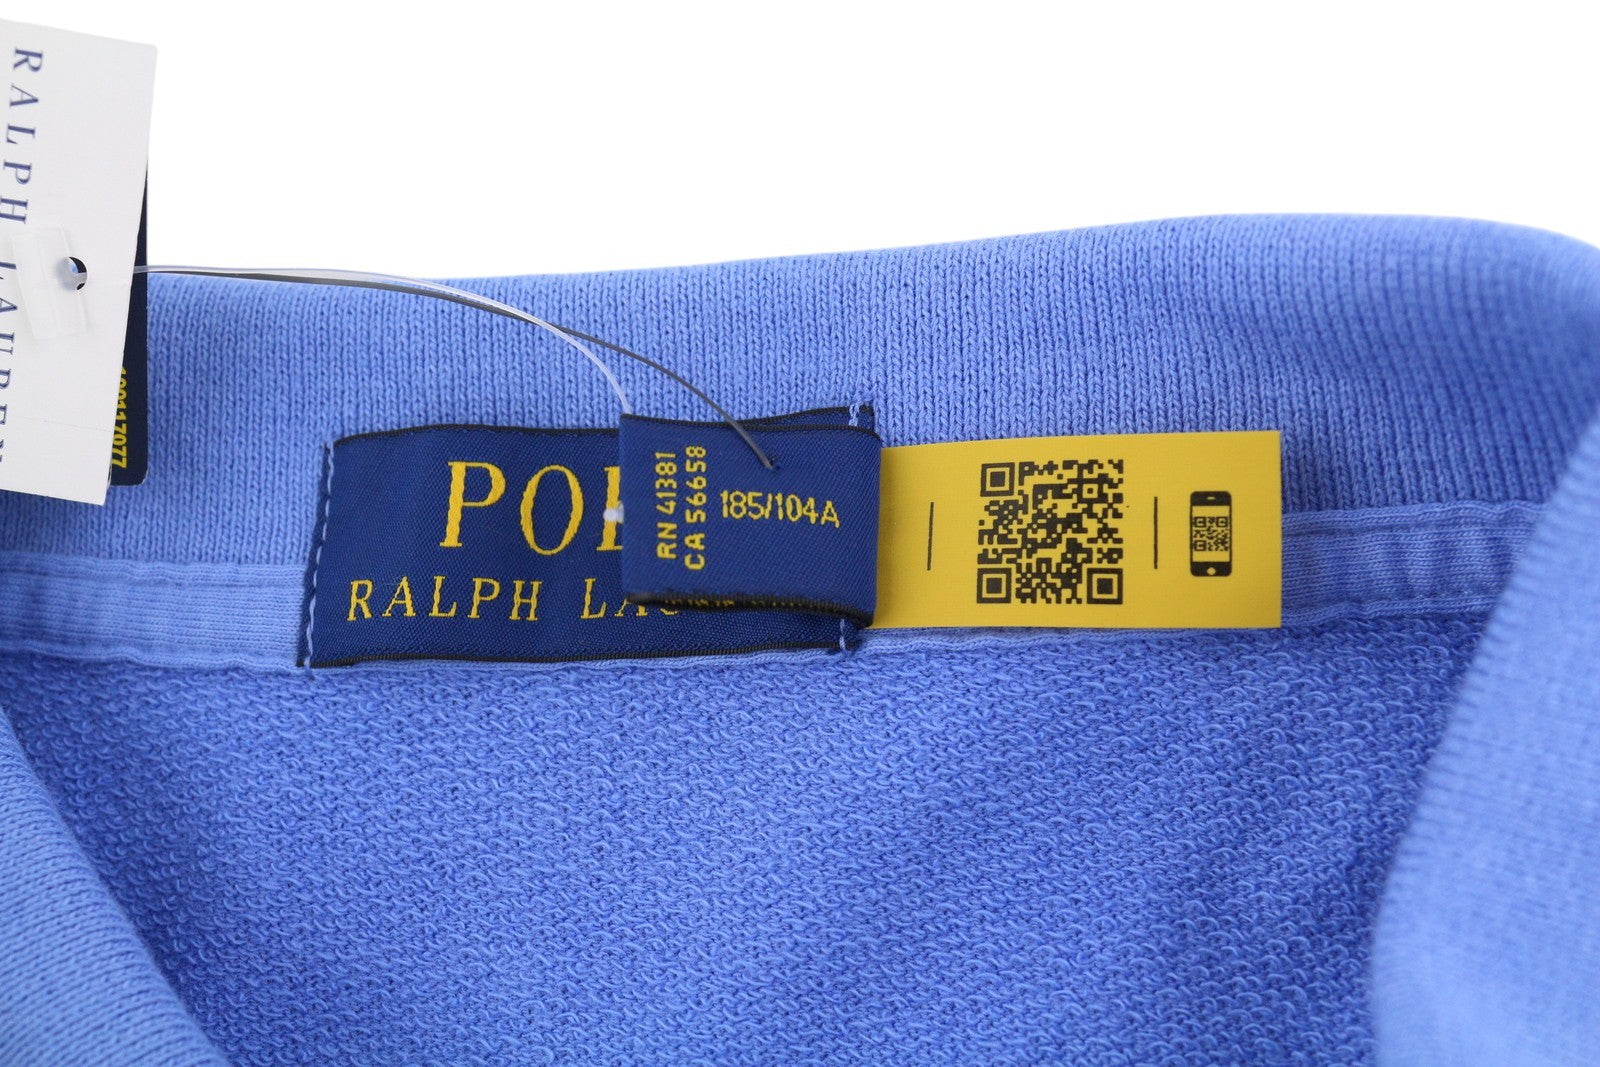 RALPH LAUREN
POL
RALPH LAU
RN 41381
CA 56658
185/104A